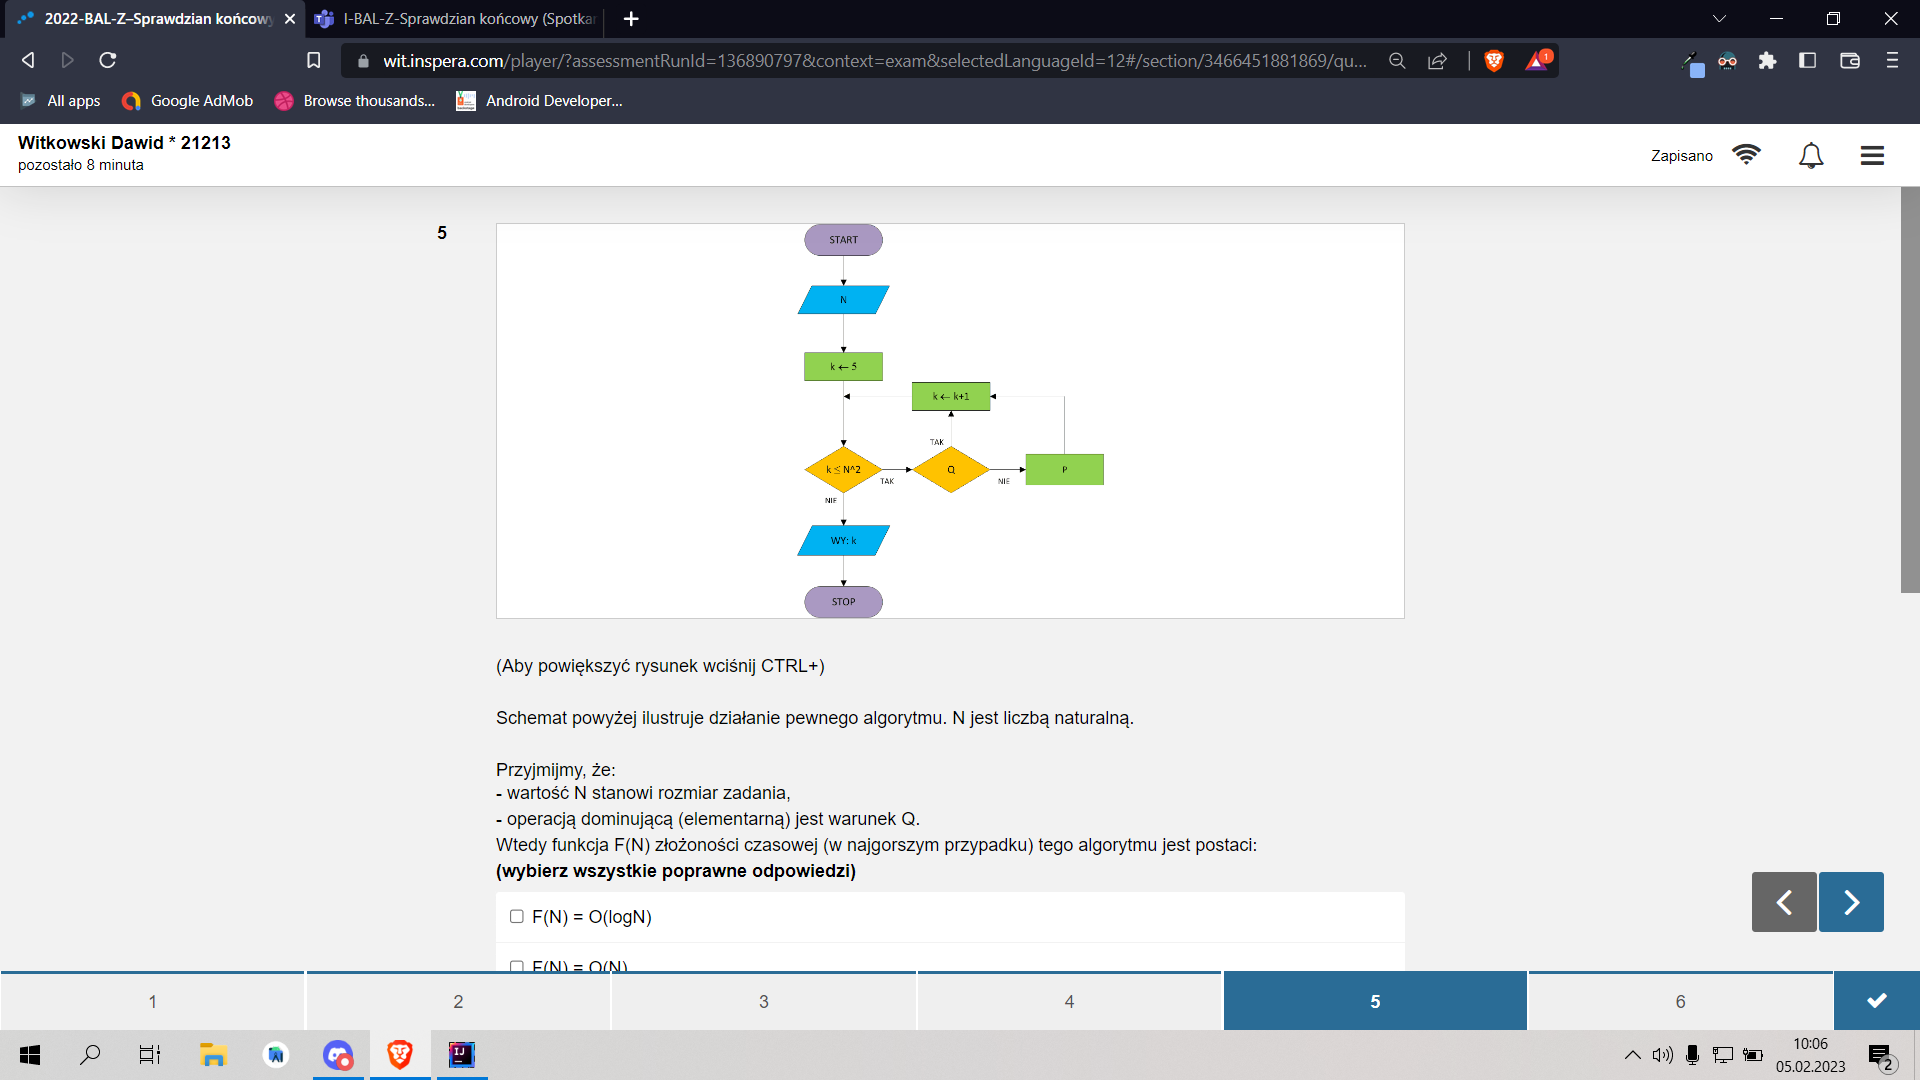 2022-BAL-Z–Sprawdzian końcowy
I-BAL-Z-Sprawdzian końcowy (Spotkan
wit.inspera.com/player/?assessmentRunId=136890797&context=exam&selectedLanguageId=12#/section/3466451881869/qu...
1
All apps
Google AdMob
Browse thousands...
Android Developer...
Witkowski Dawid * 21213
pozostało 8 minuta
Zapisano
5
START
N
k ← 5
k ← k+1
TAK
k ≤ N^2
Q
P
TAK
NIE
NIE
WY: k
STOP
(Aby powiększyć rysunek wciśnij CTRL+)
Schemat powyżej ilustruje działanie pewnego algorytmu. N jest liczbą naturalną.
Przyjmijmy, że:
- wartość N stanowi rozmiar zadania,
- operacją dominującą (elementarną) jest warunek Q.
Wtedy funkcja F(N) złożoności czasowej (w najgorszym przypadku) tego algorytmu jest postaci:
(wybierz wszystkie poprawne odpowiedzi)
F(N) = O(logN)
F(N) = O(N)
1
2
3
4
5
6
IJ
10:06
05.02.2023
2